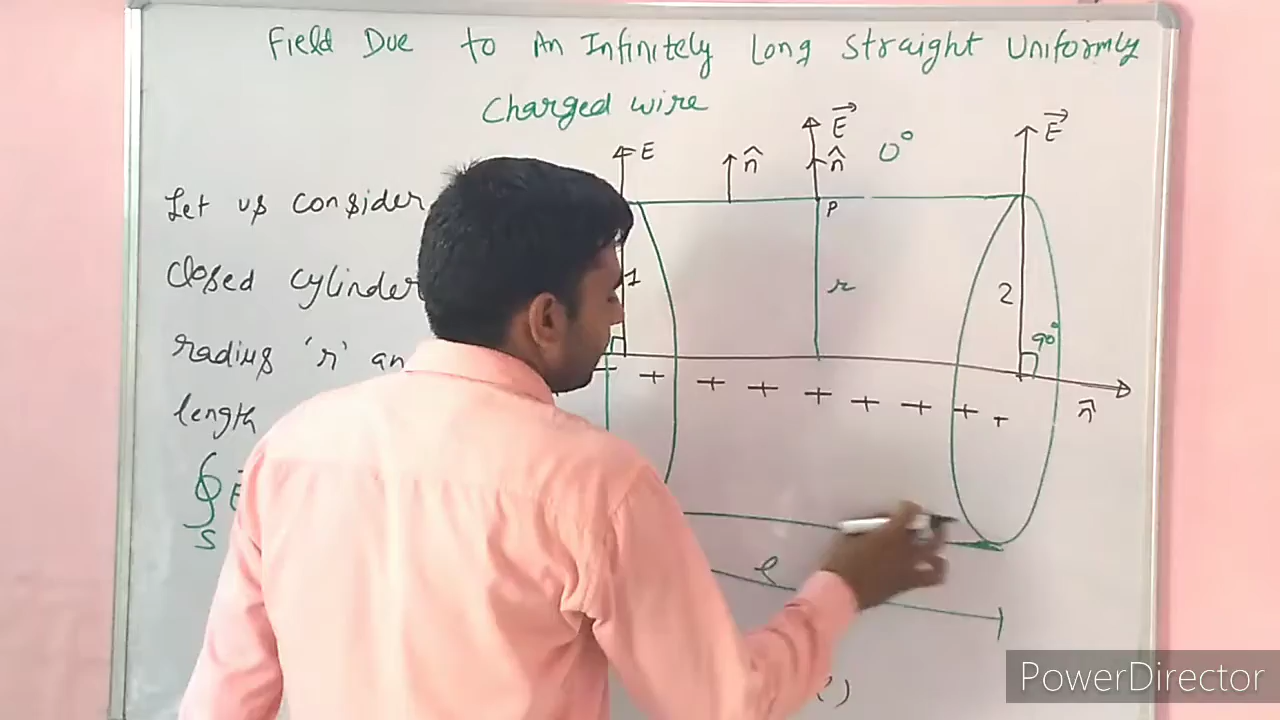 Field Due to An Infinitely Long Straight Uniformly
Charged wire
E
n̂
E⃗
n̂
0°
E⃗
Let us consider
P
closed cylinder
1
r
2
90°
radius 'r' an
+ + + + + + + + +
n⃗
length
∮ E
S
l
PowerDirector